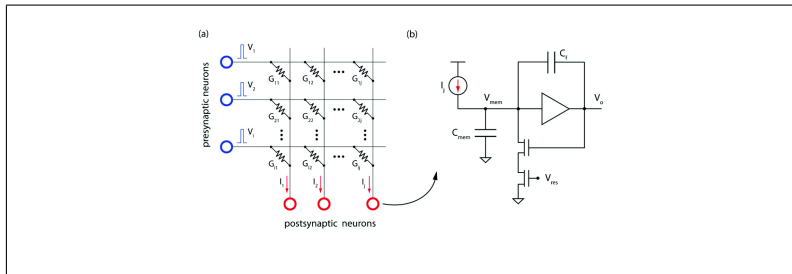 (a)
V1
V2
Vi
presynaptic neurons
G11
G12
G1j
G21
G22
G2j
Gi1
Gi2
Gij
I1
I2
Ij
postsynaptic neurons
(b)
Cf
Ij
Vmem
Vo
Cmem
Vres